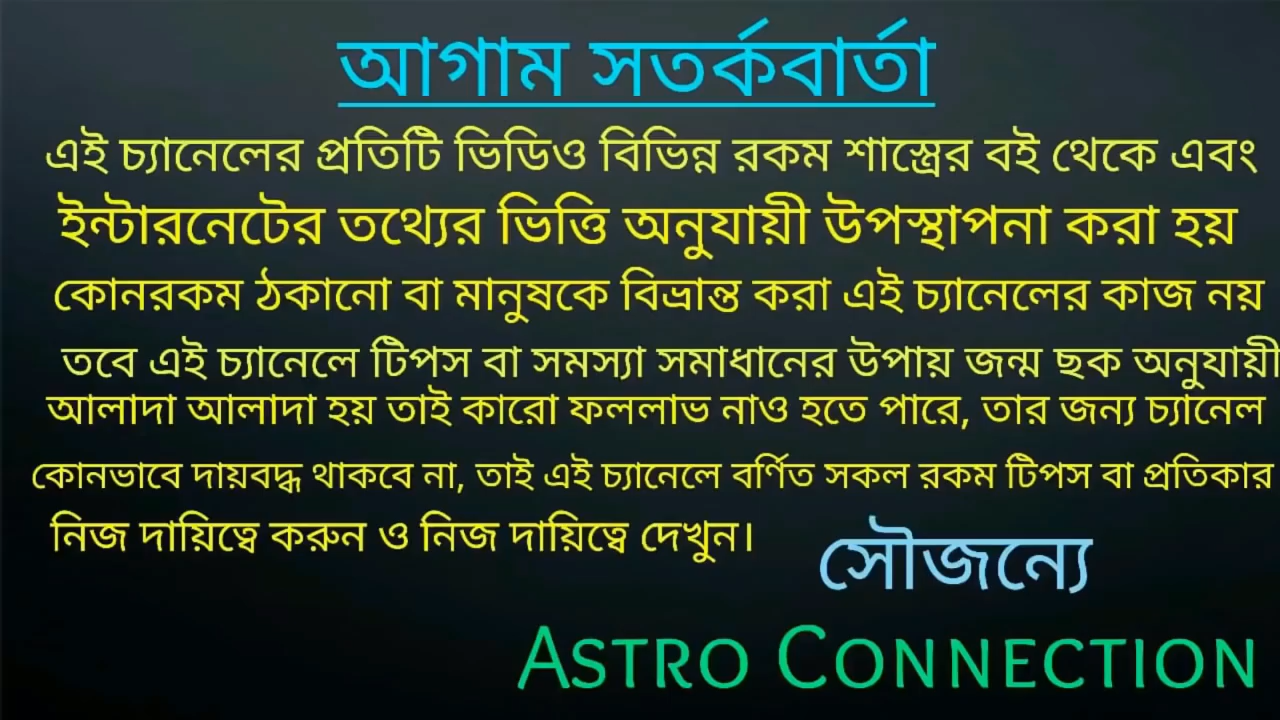 আগাম সতর্কবার্তা
এই চ্যানেলের প্রতিটি ভিডিও বিভিন্ন রকম শাস্ত্রের বই থেকে এবং
ইন্টারনেটের তথ্যের ভিত্তি অনুযায়ী উপস্থাপনা করা হয়
কোনরকম ঠকানো বা মানুষকে বিভ্রান্ত করা এই চ্যানেলের কাজ নয়
তবে এই চ্যানেলে টিপস বা সমস্যা সমাধানের উপায় জন্ম ছক অনুযায়ী
আলাদা আলাদা হয় তাই কারো ফললাভ নাও হতে পারে, তার জন্য চ্যানেল
কোনভাবে দায়বদ্ধ থাকবে না, তাই এই চ্যানেলে বর্ণিত সকল রকম টিপস বা প্রতিকার
নিজ দায়িত্বে করুন ও নিজ দায়িত্বে দেখুন।
সৌজন্যে
ASTRO CONNECTION